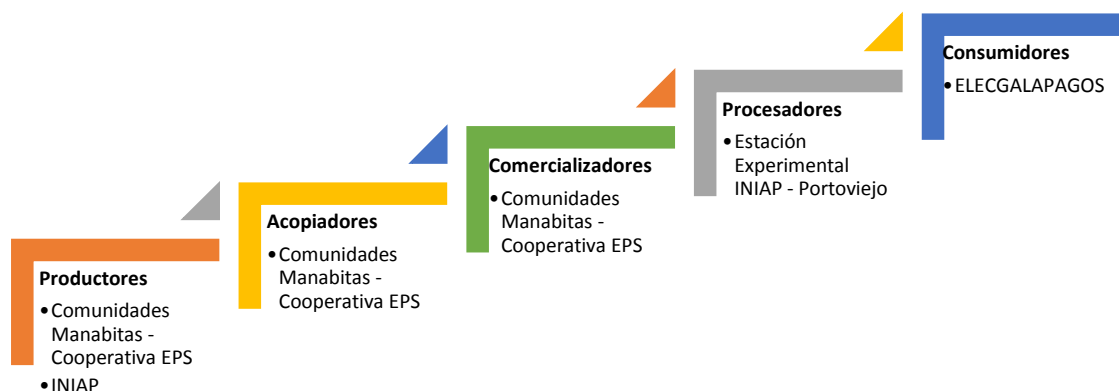 Productores
•Comunidades
Manabitas -
Cooperativa EPS
•INIAP
Acopiadores
•Comunidades
Manabitas -
Cooperativa EPS
Comercializadores
•Comunidades
Manabitas -
Cooperativa EPS
Procesadores
•Estación
Experimental
INIAP - Portoviejo
Consumidores
•ELECGALAPAGOS